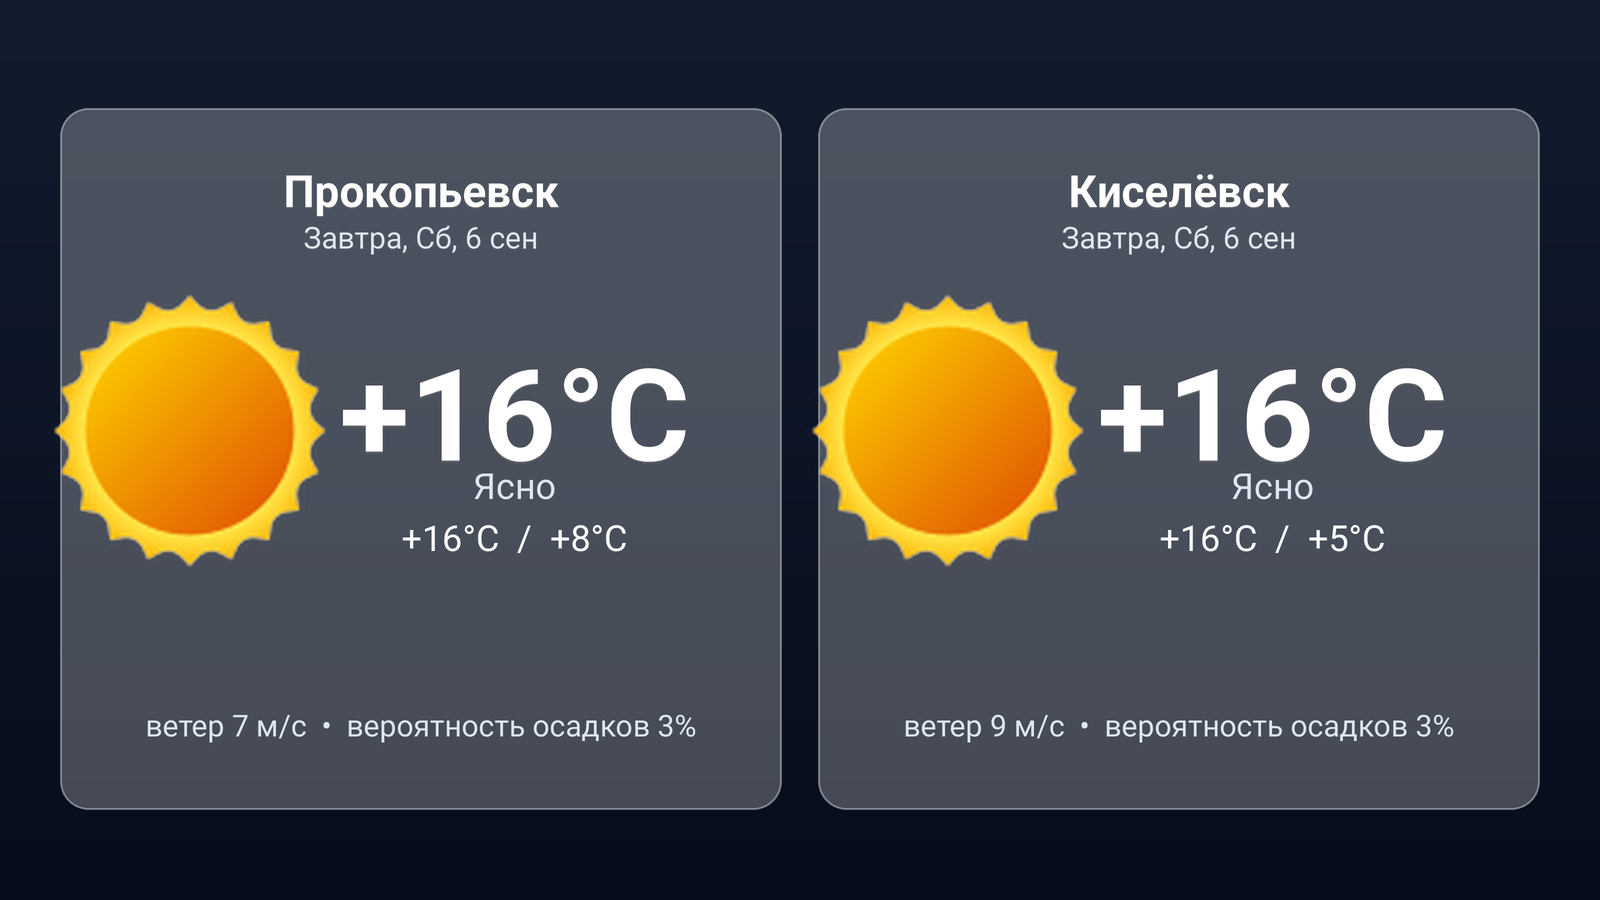 Прокопьевск
Завтра, Сб, 6 сен
+16°C
Ясно
+16°C / +8°C
ветер 7 м/с • вероятность осадков 3%
Киселёвск
Завтра, Сб, 6 сен
+16°C
Ясно
+16°C / +5°C
ветер 9 м/с • вероятность осадков 3%